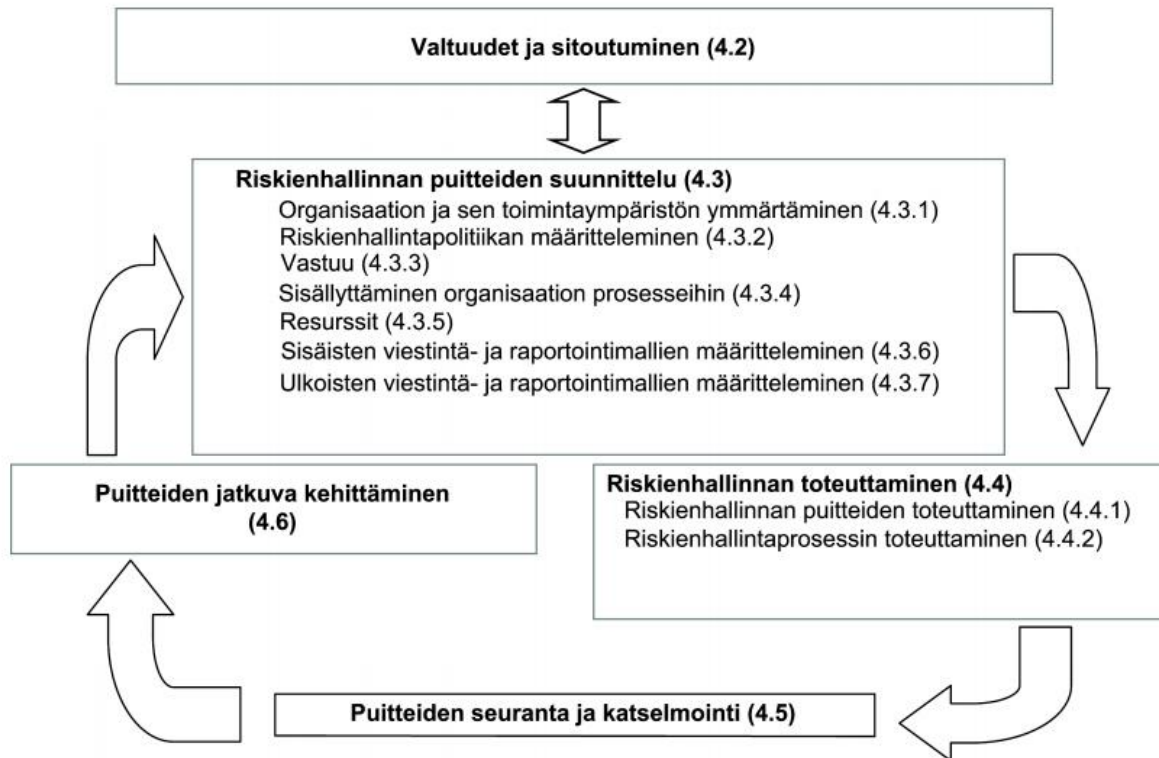 Valtuudet ja sitoutuminen (4.2)
Riskienhallinnan puitteiden suunnittelu (4.3)
Organisaation ja sen toimintaympäristön ymmärtäminen (4.3.1)
Riskienhallintapolitiikan määritteleminen (4.3.2)
Vastuu (4.3.3)
Sisällyttäminen organisaation prosesseihin (4.3.4)
Resurssit (4.3.5)
Sisäisten viestintä- ja raportointimallien määritteleminen (4.3.6)
Ulkoisten viestintä- ja raportointimallien määritteleminen (4.3.7)
Puitteiden jatkuva kehittäminen
(4.6)
Riskienhallinnan toteuttaminen (4.4)
Riskienhallinnan puitteiden toteuttaminen (4.4.1)
Riskienhallintaprosessin toteuttaminen (4.4.2)
Puitteiden seuranta ja katselmointi (4.5)